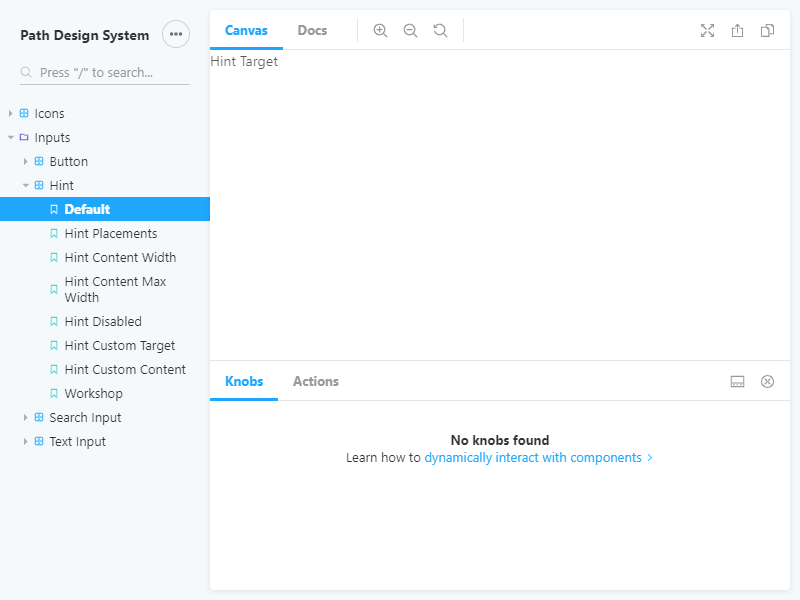 Path Design System
Press "/" to search...
Icons
Inputs
Button
Hint
Default
Hint Placements
Hint Content Width
Hint Content Max
Width
Hint Disabled
Hint Custom Target
Hint Custom Content
Workshop
Search Input
Text Input
Canvas
Docs
Hint Target
Knobs
Actions
No knobs found
Learn how to dynamically interact with components